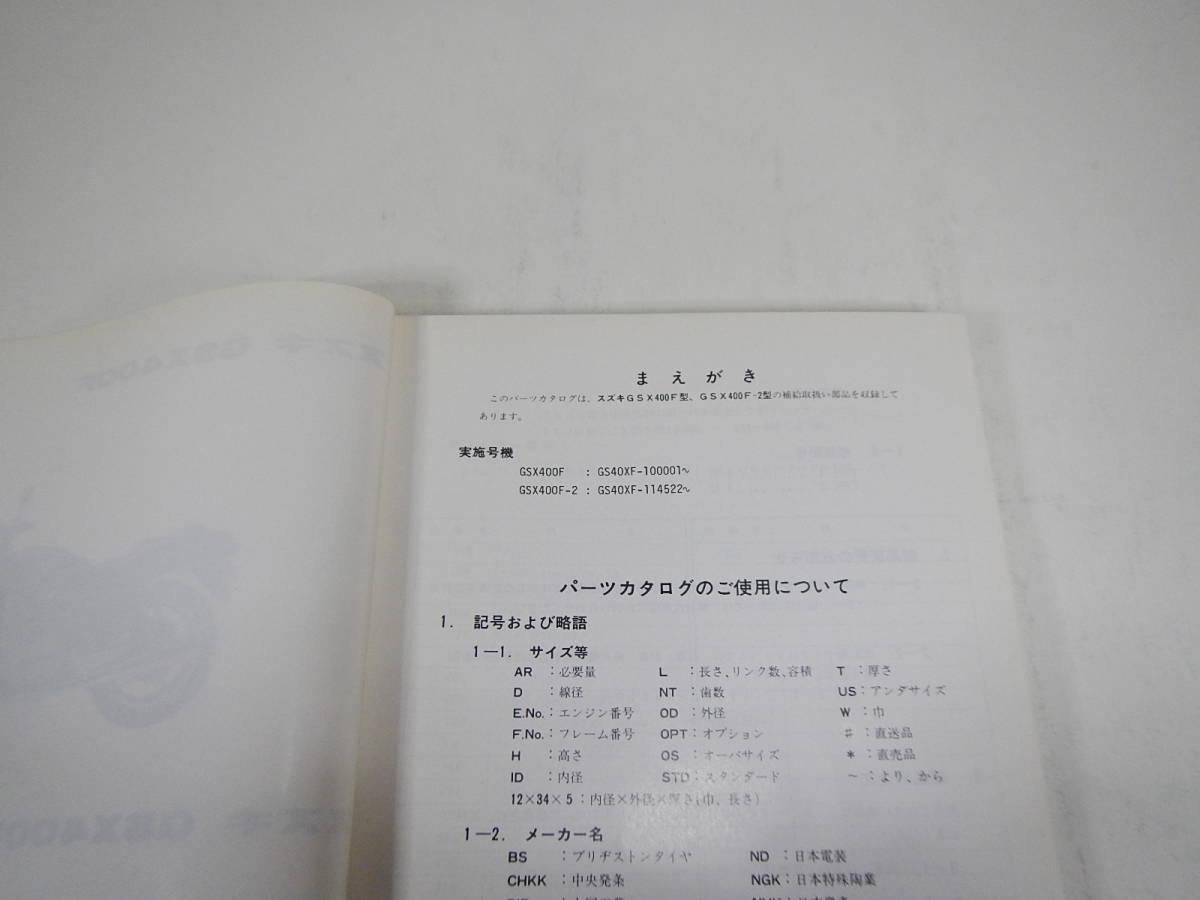 スズキ GSX400F
まえがき
このパーツカタログは、スズキGSX400F型、GSX400F-2型の補給取扱い部品を収録して
あります。
実施号機
GSX400F : GS40XF-100001~
GSX400F-2 : GS40XF-114522~
パーツカタログのご使用について
1. 記号および略語
1―1. サイズ等
AR :必要量 L :長さ、リンク数、容積 T :厚さ
D :線径 NT :歯数 US:アンダサイズ
E.No.:エンジン番号 OD :外径 W :巾
F.No.:フレーム番号 OPT:オプション # :直送品
H :高さ OS :オーバサイズ * :直売品
ID :内径 STD:スタンダード ~:より、から
12×34×5:内径×外径×厚さ(巾、長さ)
1―2. メーカー名
BS :ブリヂストンタイヤ ND :日本電装
CHKK :中央発条 NGK:日本特殊陶業
スズキ GSX400F